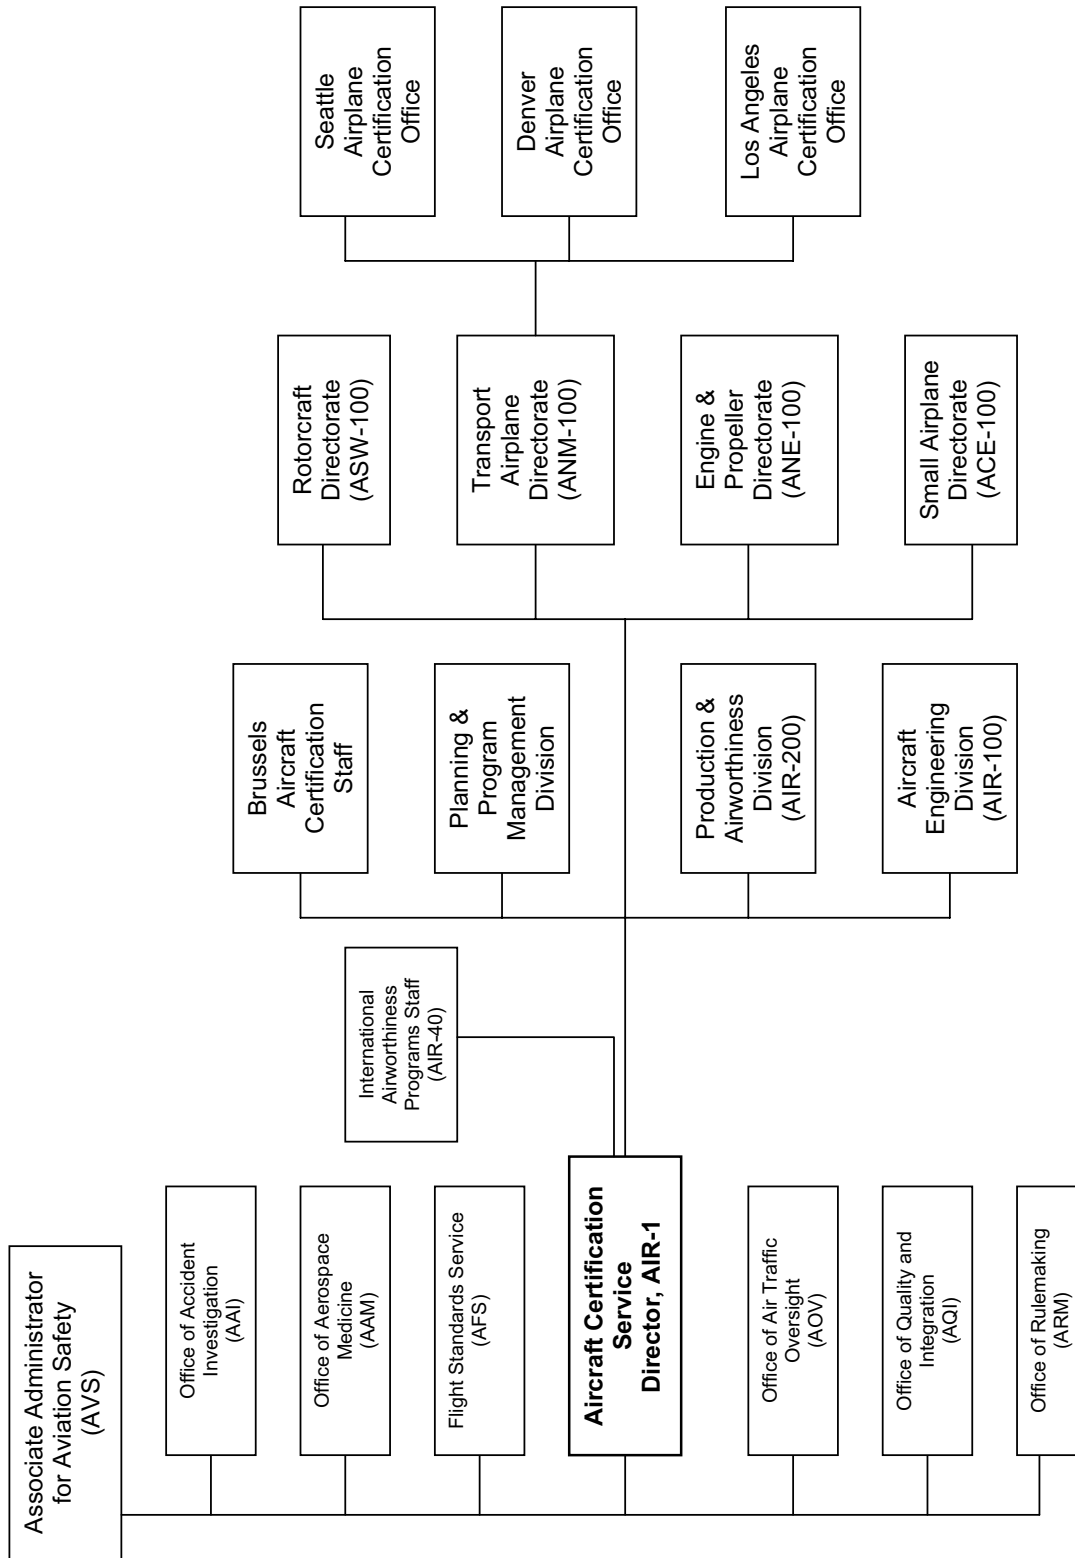 Associate Administrator
for Aviation Safety
(AVS)
Office of Accident
Investigation
(AAI)
Office of Aerospace
Medicine
(AAM)
Flight Standards Service
(AFS)
Aircraft Certification
Service
Director, AIR-1
Office of Air Traffic
Oversight
(AOV)
Office of Quality and
Integration
(AQI)
Office of Rulemaking
(ARM)
International
Airworthiness
Programs Staff
(AIR-40)
Brussels
Aircraft
Certification
Staff
Planning &
Program
Management
Division
Production &
Airworthiness
Division
(AIR-200)
Aircraft
Engineering
Division
(AIR-100)
Rotorcraft
Directorate
(ASW-100)
Transport
Airplane
Directorate
(ANM-100)
Engine &
Propeller
Directorate
(ANE-100)
Small Airplane
Directorate
(ACE-100)
Seattle
Airplane
Certification
Office
Denver
Airplane
Certification
Office
Los Angeles
Airplane
Certification
Office